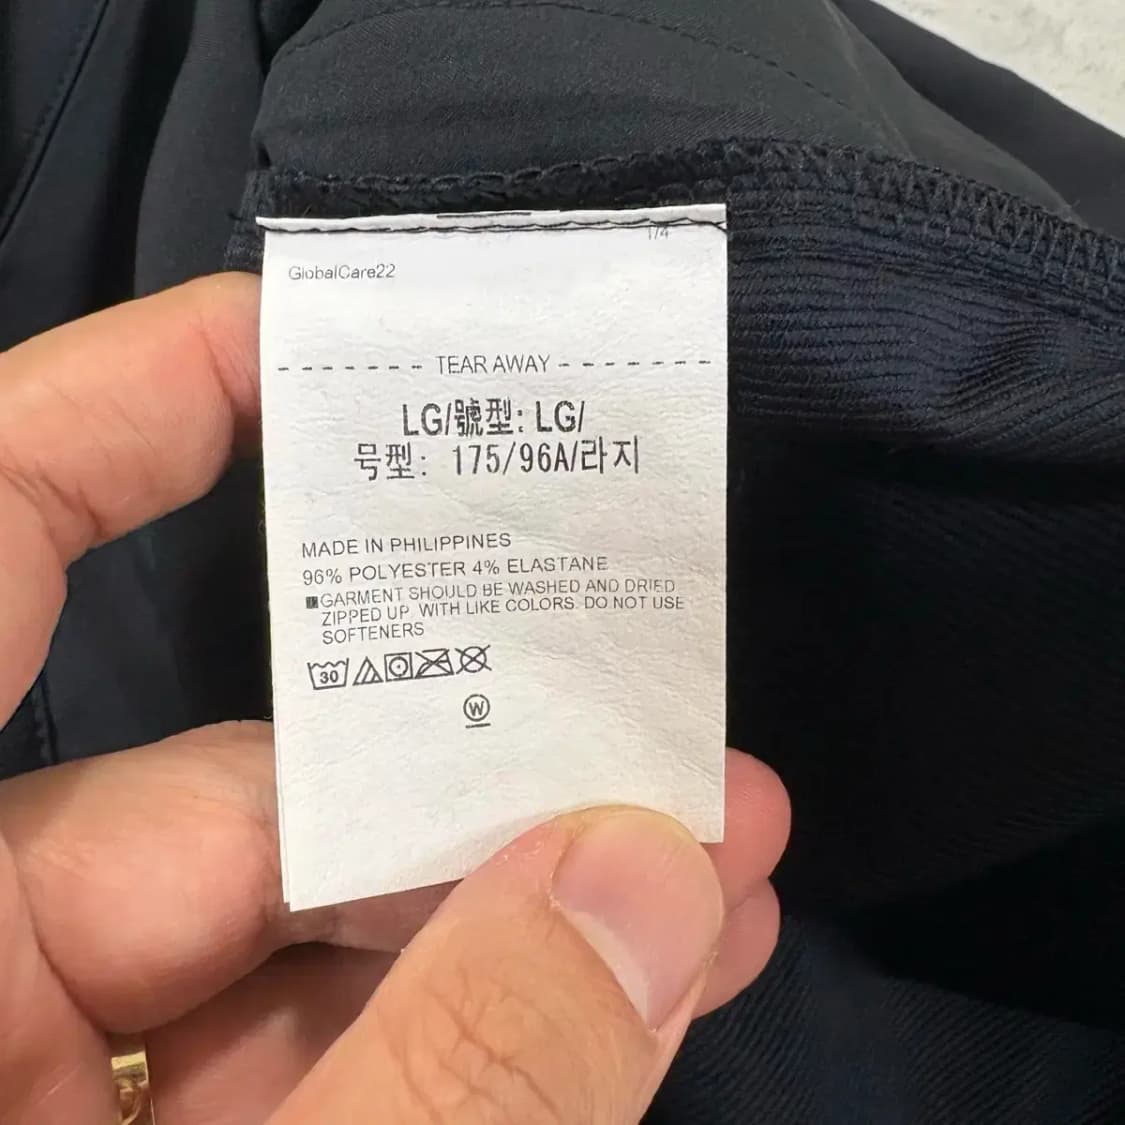 1/4
GlobalCare22
TEAR AWAY
LG/號型: LG/
号型: 175/96A/라지
MADE IN PHILIPPINES
96% POLYESTER 4% ELASTANE
GARMENT SHOULD BE WASHED AND DRIED
ZIPPED UP, WITH LIKE COLORS. DO NOT USE
SOFTENERS
30
W